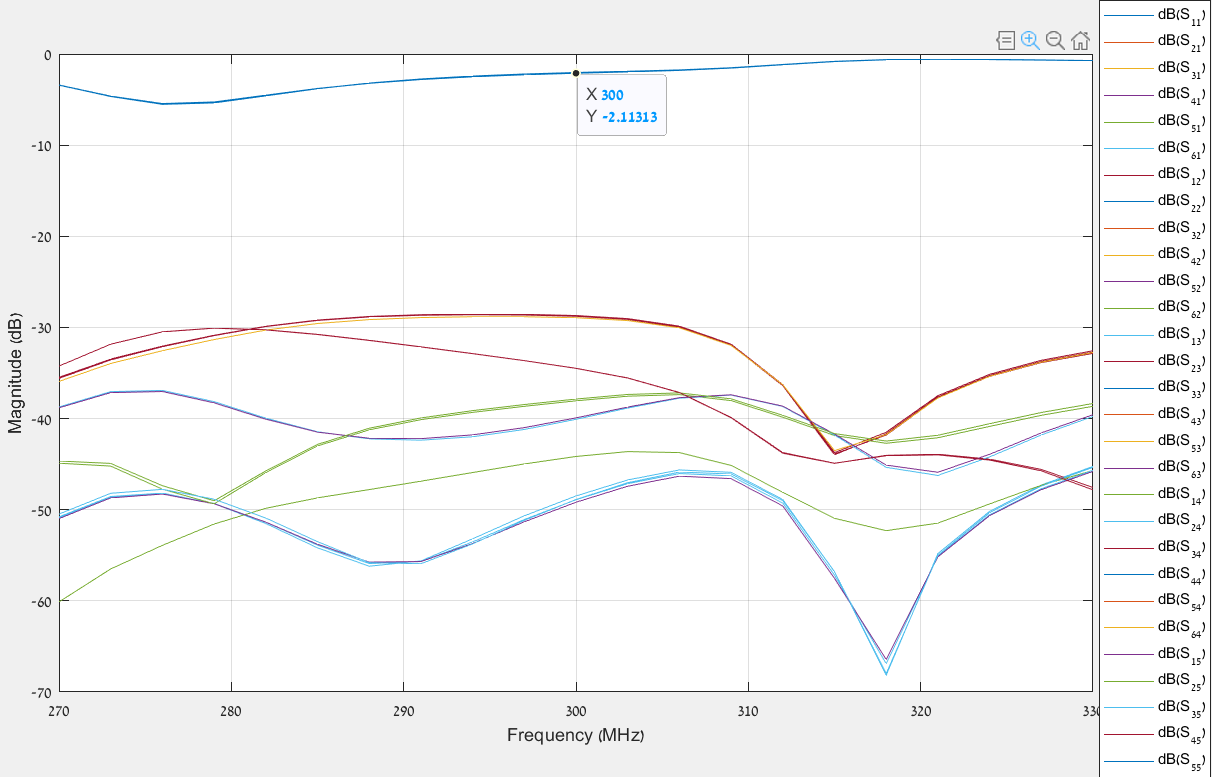 0
-10
-20
-30
-40
-50
-60
-70
Magnitude (dB)
X 300
Y -2.11313
270
280
290
300
310
320
330
Frequency (MHz)
dB(S11)
dB(S21)
dB(S31)
dB(S41)
dB(S51)
dB(S61)
dB(S12)
dB(S22)
dB(S32)
dB(S42)
dB(S52)
dB(S62)
dB(S13)
dB(S23)
dB(S33)
dB(S43)
dB(S53)
dB(S63)
dB(S14)
dB(S24)
dB(S34)
dB(S44)
dB(S54)
dB(S64)
dB(S15)
dB(S25)
dB(S35)
dB(S45)
dB(S55)